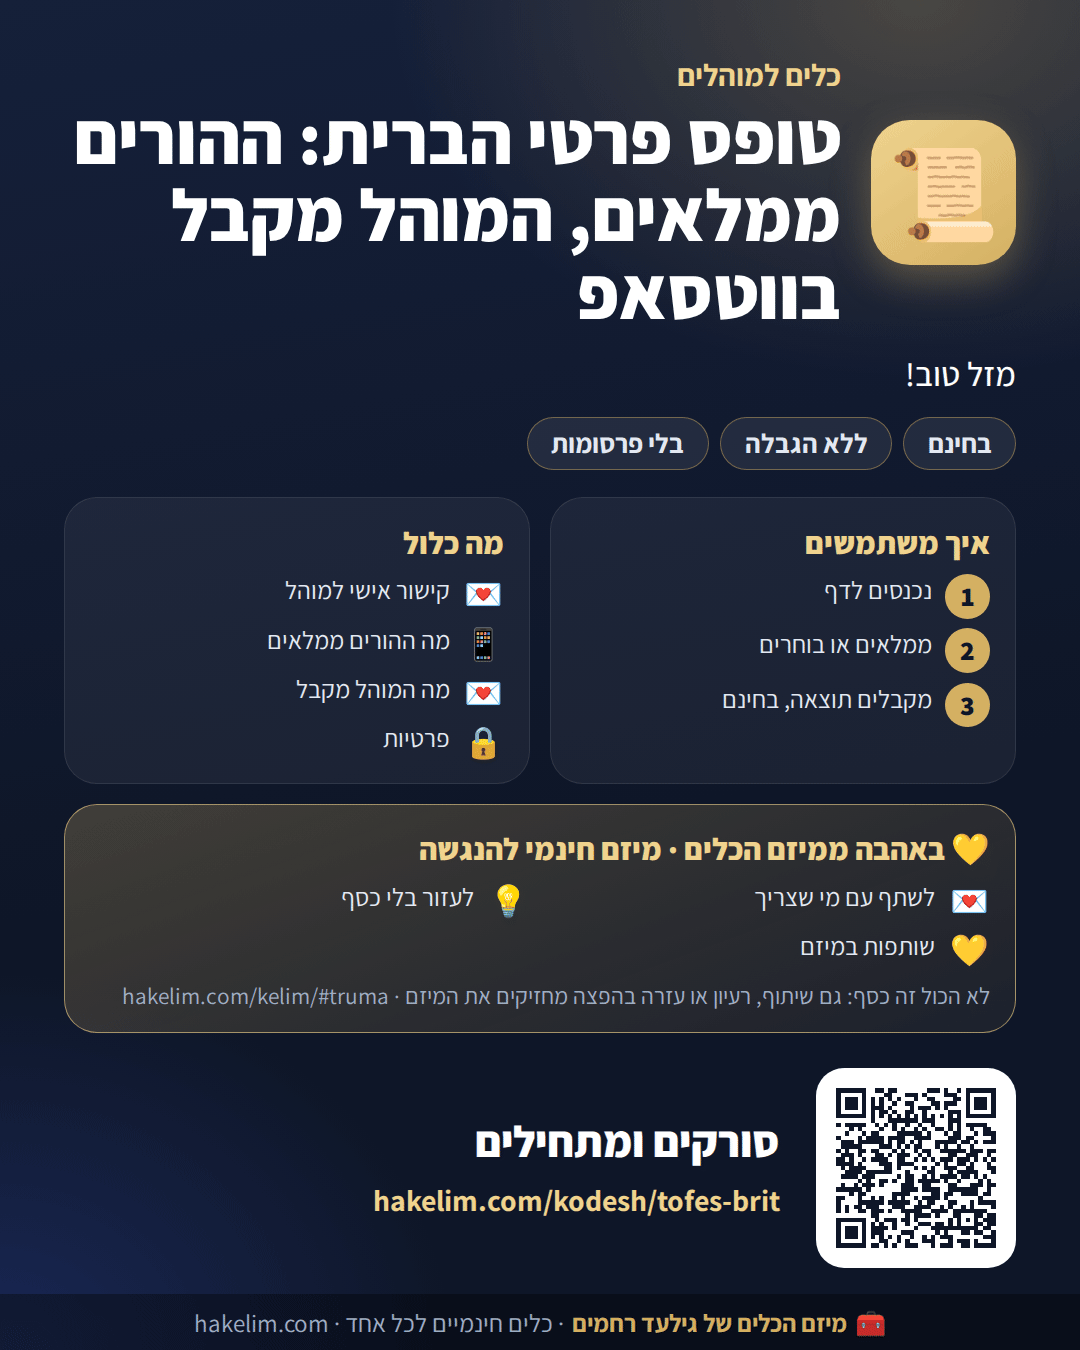 כלים למוהלים
טופס פרטי הברית: ההורים
ממלאים, המוהל מקבל
בווטסאפ
מזל טוב!
בחינם
ללא הגבלה
בלי פרסומות
איך משתמשים
1 נכנסים לדף
2 ממלאים או בוחרים
3 מקבלים תוצאה, בחינם
מה כלול
קישור אישי למוהל
מה ההורים ממלאים
מה המוהל מקבל
פרטיות
באהבה ממיזם הכלים · מיזם חינמי להנגשה
לשתף עם מי שצריך
לעזור בלי כסף
שותפות במיזם
לא הכול זה כסף: גם שיתוף, רעיון או עזרה בהפצה מחזיקים את המיזם · hakelim.com/kelim/#truma
סורקים ומתחילים
hakelim.com/kodesh/tofes-brit
מיזם הכלים של גילעד רחמים · כלים חינמיים לכל אחד · hakelim.com